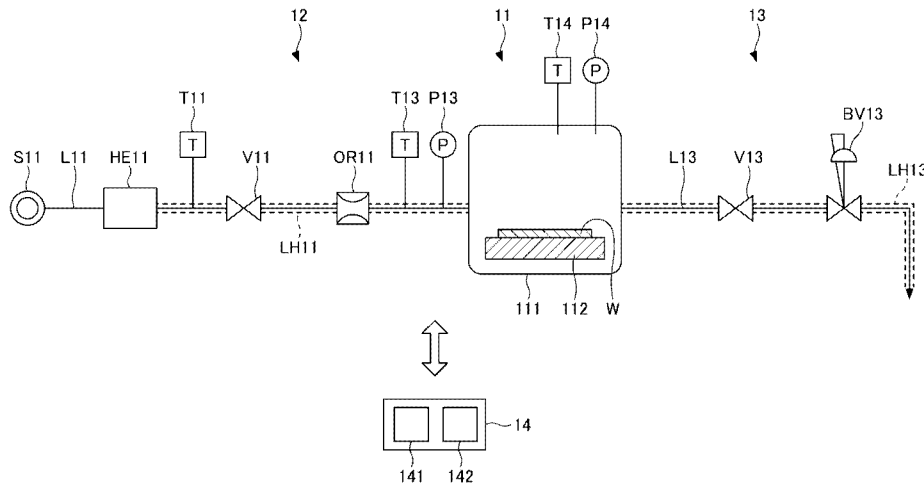 12 11 T14 P14 13
T11 T13 P13 T P BV13
S11 L11 HE11 T V11 OR11 T P L13 V13 LH13
LH11
111 112 W
14
141 142